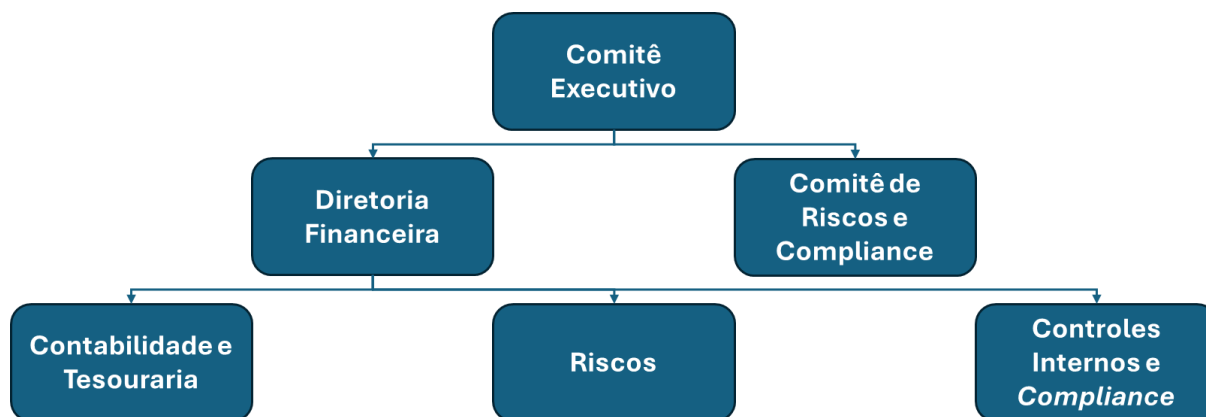 Comitê
Executivo
Diretoria
Financeira
Comitê de
Riscos e
Compliance
Contabilidade e
Tesouraria
Riscos
Controles
Internos e
Compliance